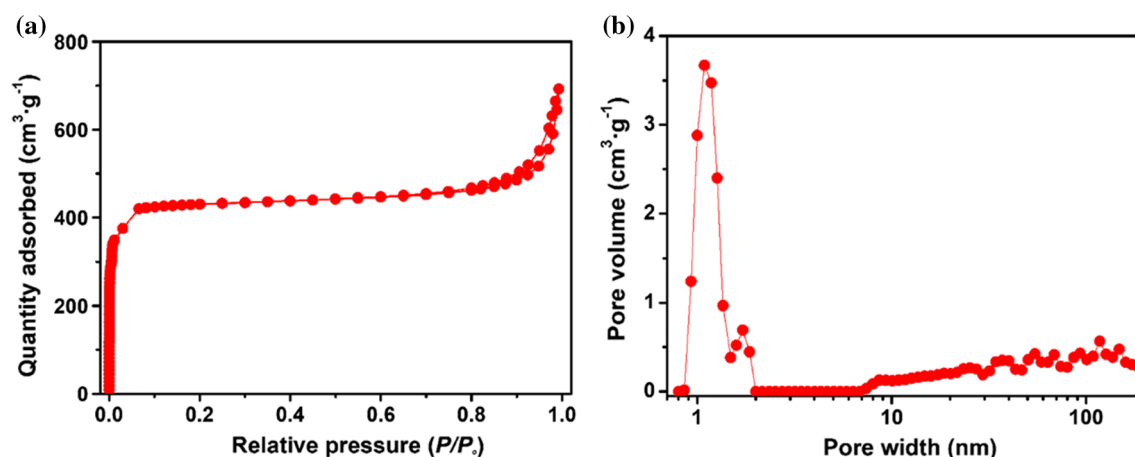 (a)
800
600
400
200
0
0.0 0.2 0.4 0.6 0.8 1.0
Quantity adsorbed (cm³·g⁻¹)
Relative pressure (P/Pₒ)
(b)
4
3
2
1
0
1 10 100
Pore volume (cm³·g⁻¹)
Pore width (nm)